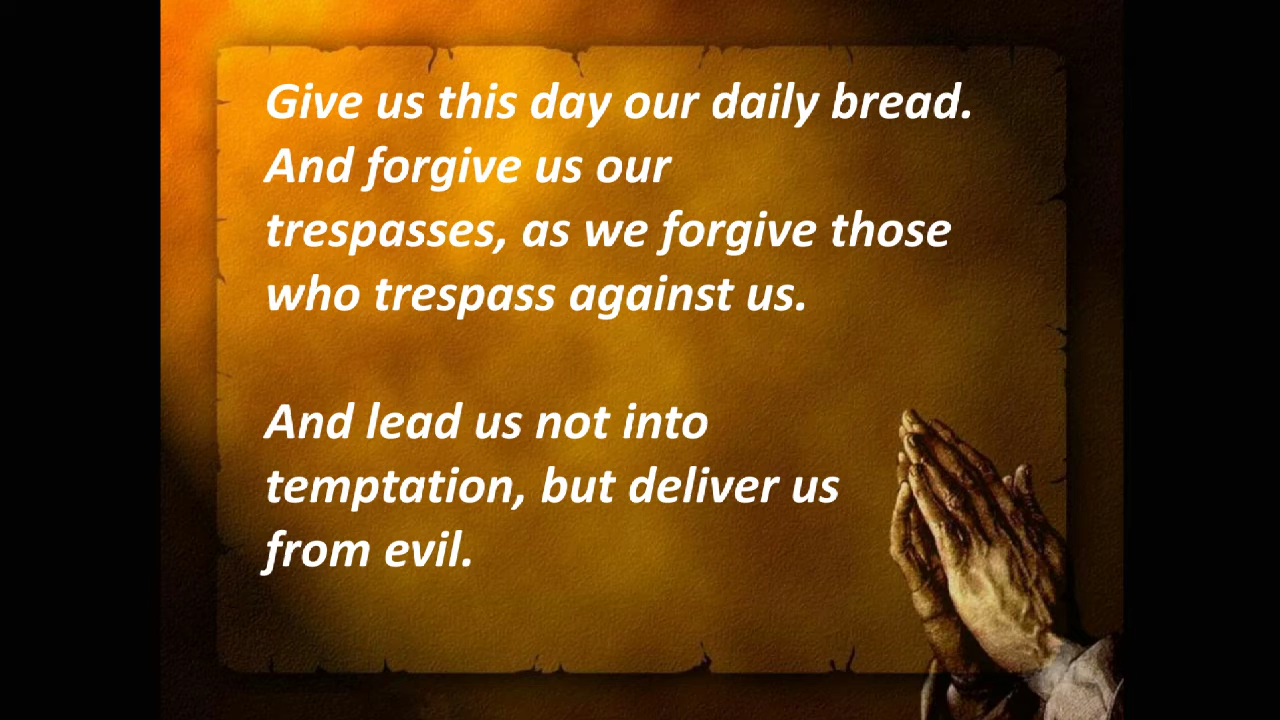 Give us this day our daily bread.
And forgive us our
trespasses, as we forgive those
who trespass against us.
And lead us not into
temptation, but deliver us
from evil.